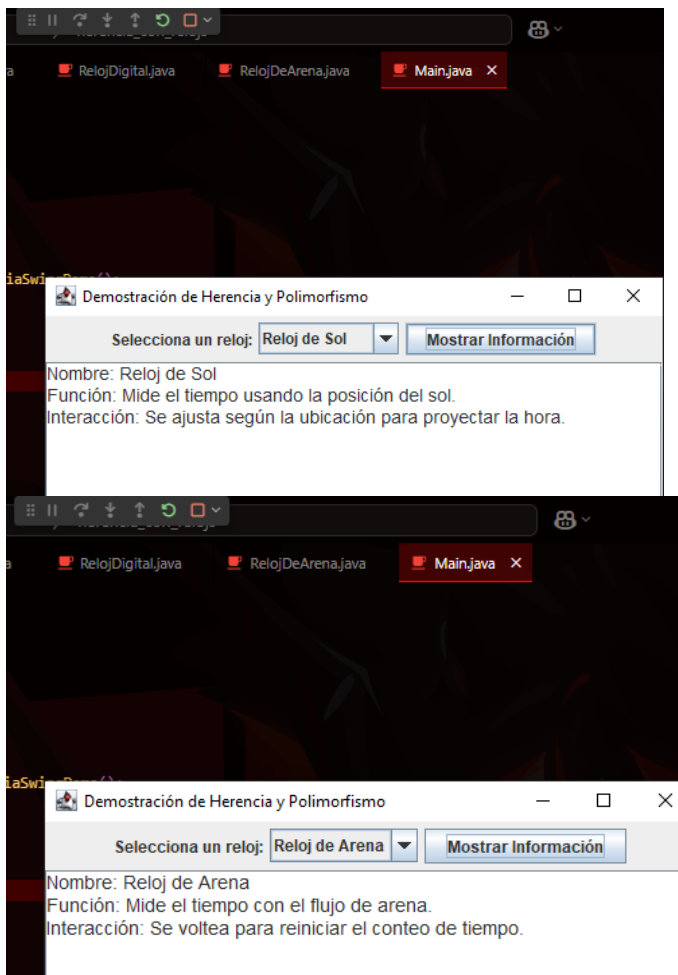 RelojDigital.java RelojDeArena.java Main.java
Demostración de Herencia y Polimorfismo
Selecciona un reloj: Reloj de Sol Mostrar Información
Nombre: Reloj de Sol
Función: Mide el tiempo usando la posición del sol.
Interacción: Se ajusta según la ubicación para proyectar la hora.
RelojDigital.java RelojDeArena.java Main.java
Demostración de Herencia y Polimorfismo
Selecciona un reloj: Reloj de Arena Mostrar Información
Nombre: Reloj de Arena
Función: Mide el tiempo con el flujo de arena.
Interacción: Se voltea para reiniciar el conteo de tiempo.